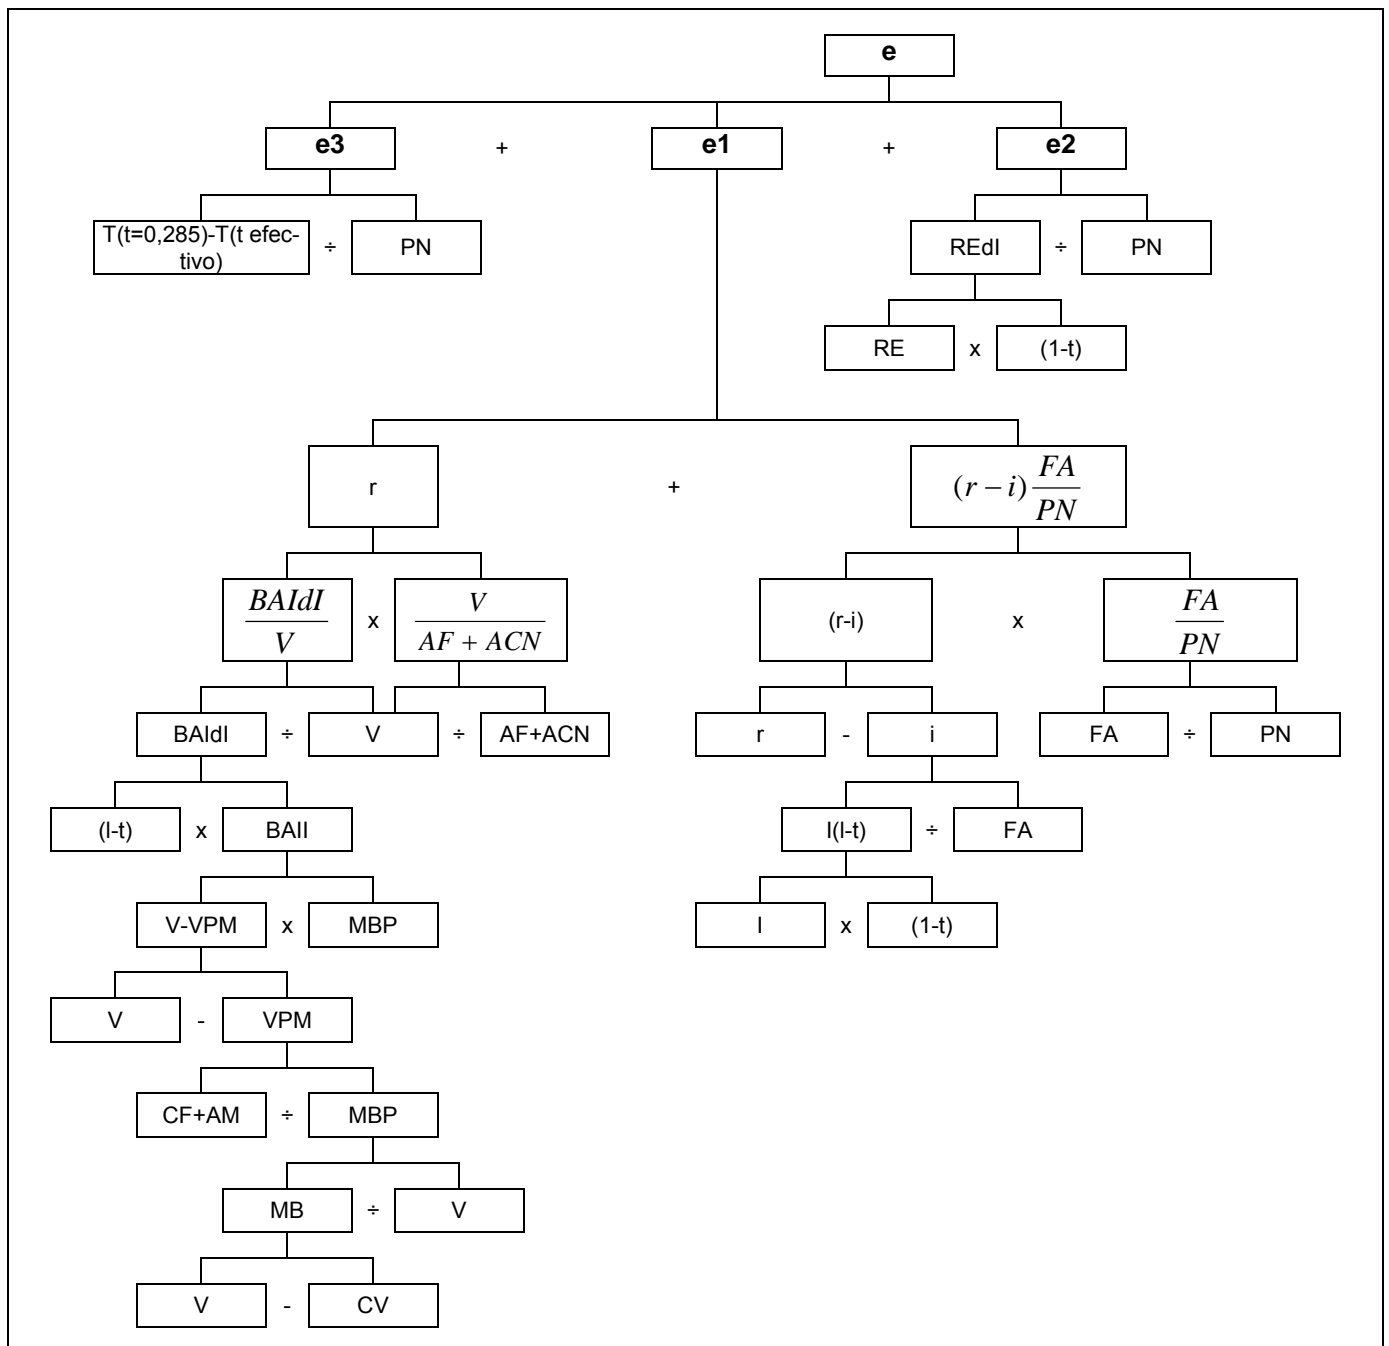 e
e3 + e1 + e2
T(t=0,285)-T(t efec-
tivo) ÷ PN REdI ÷ PN
RE x (1-t)
r + (r − i) FA
PN
BAIdI
V x V
AF + ACN (r-i) x FA
PN
BAIdI ÷ V ÷ AF+ACN r - i FA ÷ PN
(l-t) x BAII I(l-t) ÷ FA
V-VPM x MBP I x (1-t)
V - VPM
CF+AM ÷ MBP
MB ÷ V
V - CV